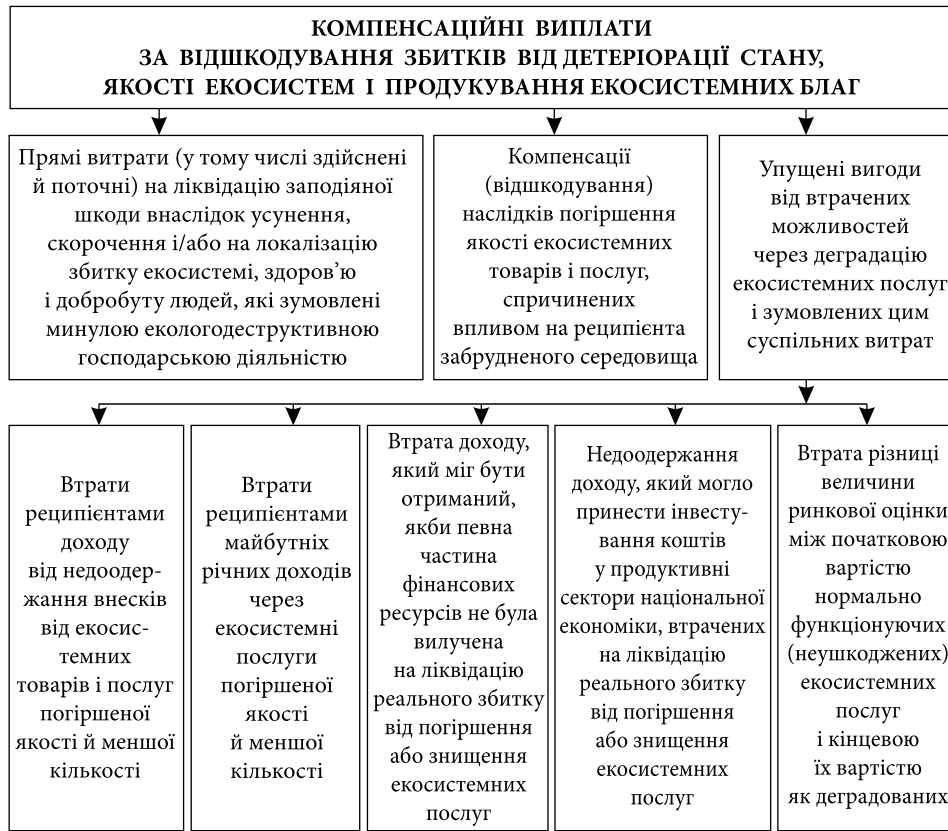 КОМПЕНСАЦІЙНІ ВИПЛАТИ
ЗА ВІДШКОДУВАННЯ ЗБИТКІВ ВІД ДЕТЕРІОРАЦІЇ СТАНУ,
ЯКОСТІ ЕКОСИСТЕМ І ПРОДУКУВАННЯ ЕКОСИСТЕМНИХ БЛАГ
Прямі витрати (у тому числі здійснені
й поточні) на ліквідацію заподіяної
шкоди внаслідок усунення,
скорочення і/або на локалізацію
збитку екосистемі, здоров’ю
і добробуту людей, які зумовлені
минулою екологодеструктивною
господарською діяльністю
Компенсації
(відшкодування)
наслідків погіршення
якості екосистемних
товарів і послуг,
спричинених
впливом на реципієнта
забрудненого середовища
Упущені вигоди
від втрачених
можливостей
через деградацію
екосистемних послуг
і зумовлених цим
суспільних витрат
Втрати
реципієнтами
доходу
від недоодер-
жання внесків
від екосис-
темних
товарів і послуг
погіршеної
якості й меншої
кількості
Втрати
реципієнтами
майбутніх
річних доходів
через
екосистемні
послуги
погіршеної
якості
й меншої
кількості
Втрата доходу,
який міг бути
отриманий,
якби певна
частина
фінансових
ресурсів не була
вилучена
на ліквідацію
реального збитку
від погіршення
або знищення
екосистемних
послуг
Недоодержання
доходу, який могло
принести інвесту-
вання коштів
у продуктивні
сектори національної
економіки, втрачених
на ліквідацію
реального збитку
від погіршення
або знищення
екосистемних
послуг
Втрата різниці
величини
ринкової оцінки
між початковою
вартістю
нормально
функціонуючих
(неушкоджених)
екосистемних
послуг
і кінцевою
їх вартістю
як деградованих